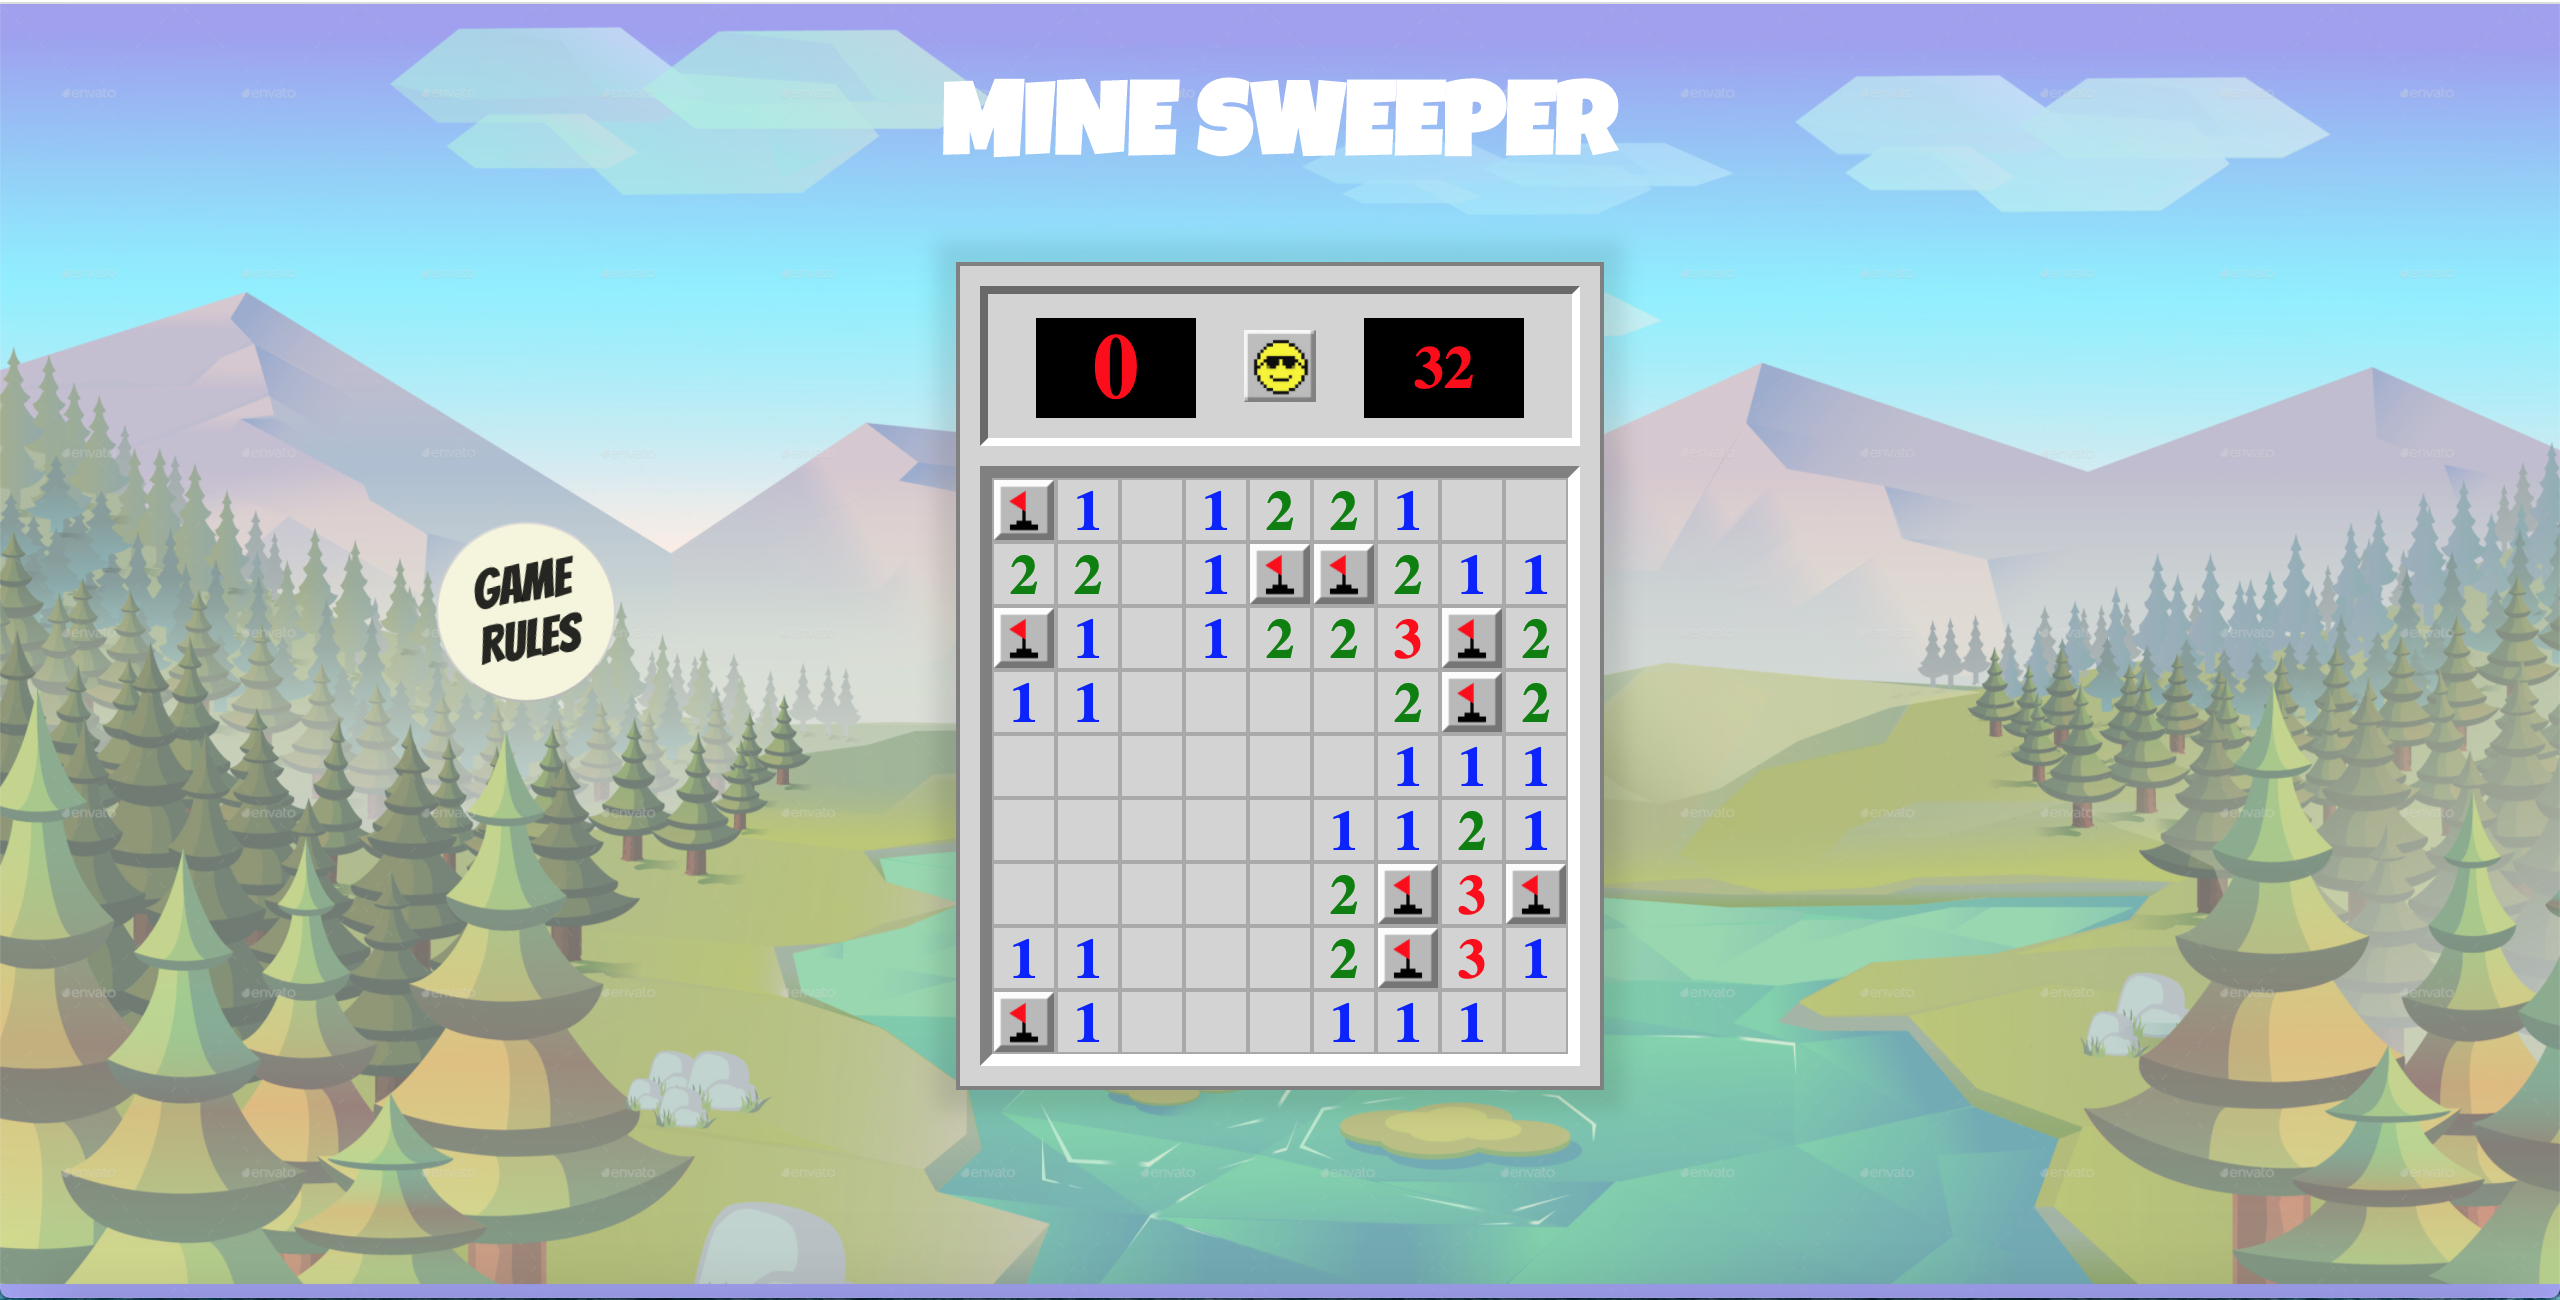 MINE SWEEPER
0 32
GAME
RULES
1 1 2 2 1
2 2 1 2 1 1
1 1 2 2 3 2
1 1 2 2
1 1 1
1 1 2 1
2 3
1 1 2 3 1
1 1 1 1
envato